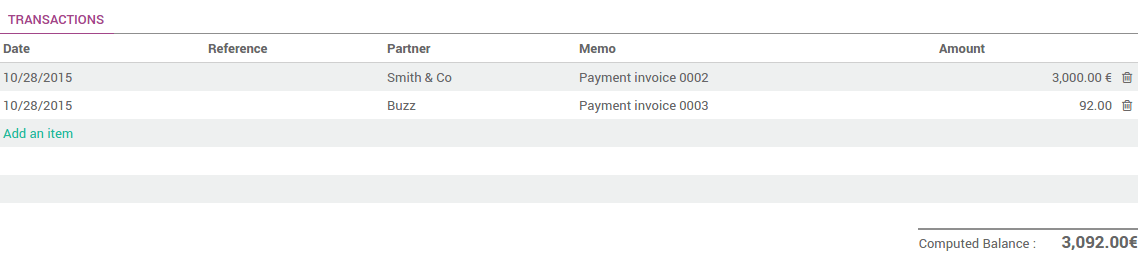 TRANSACTIONS
Date Reference Partner Memo Amount
10/28/2015 Smith & Co Payment invoice 0002 3,000.00 €
10/28/2015 Buzz Payment invoice 0003 92.00
Add an item
Computed Balance : 3,092.00€